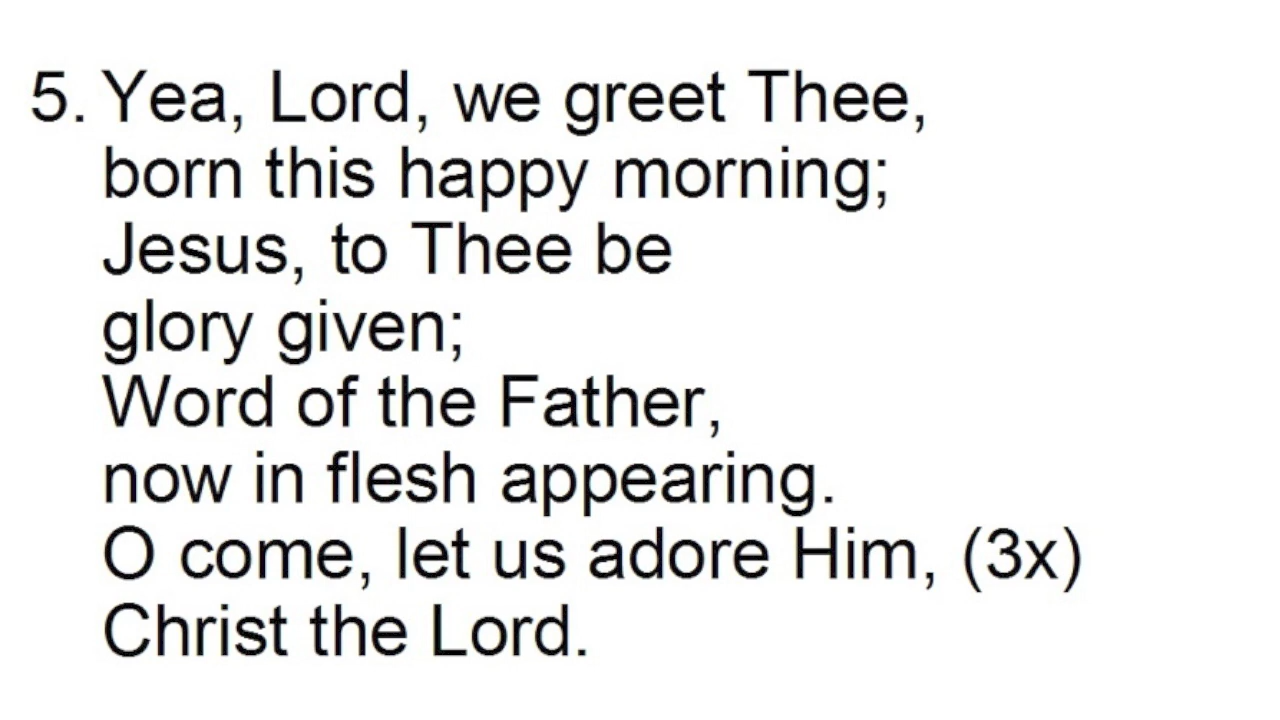 5. Yea, Lord, we greet Thee,
born this happy morning;
Jesus, to Thee be
glory given;
Word of the Father,
now in flesh appearing.
O come, let us adore Him, (3x)
Christ the Lord.